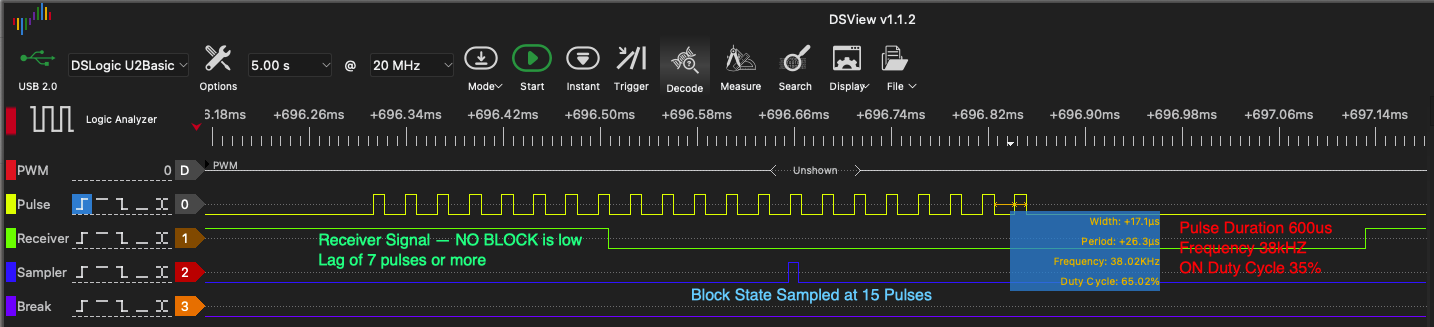 DSView v1.1.2
USB 2.0
DSLogic U2Basic
Options
5.00 s
@
20 MHz
Mode
Start
Instant
Trigger
Decode
Measure
Search
Display
File
Logic Analyzer
6.18ms +696.26ms +696.34ms +696.42ms +696.50ms +696.58ms +696.66ms +696.74ms +696.82ms +696.90ms +696.98ms +697.06ms +697.14ms
PWM 0 D PWM Unshown
Pulse 0
Receiver 1
Receiver Signal — NO BLOCK is low
Lag of 7 pulses or more
Width: +17.1µs
Period: +26.3µs
Frequency: 38.02KHz
Duty Cycle: 65.02%
Pulse Duration 600us
Frequency 38kHZ
ON Duty Cycle 35%
Sampler 2
Block State Sampled at 15 Pulses
Break 3